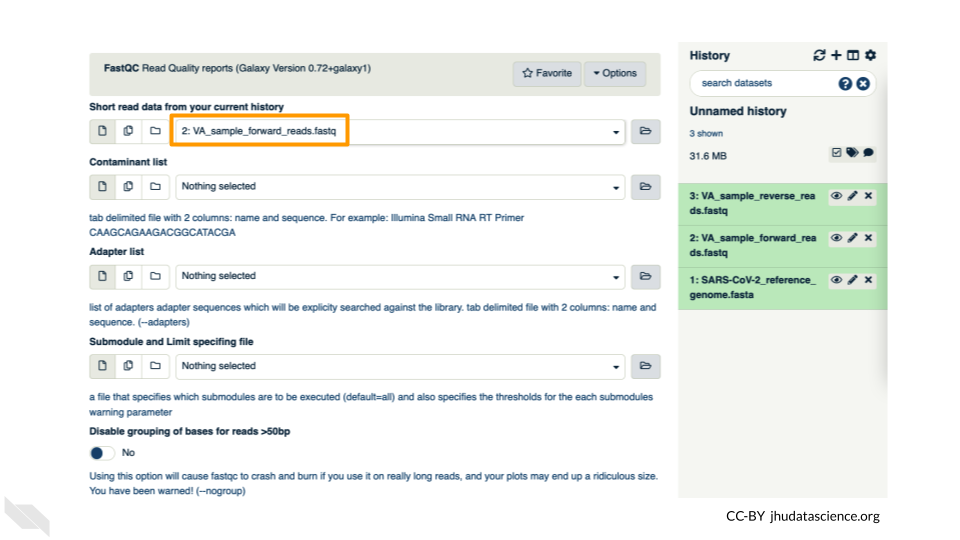 FastQC Read Quality reports (Galaxy Version 0.72+galaxy1)
Favorite
Options
Short read data from your current history
2: VA_sample_forward_reads.fastq
Contaminant list
Nothing selected
tab delimited file with 2 columns: name and sequence. For example: Illumina Small RNA RT Primer
CAAGCAGAAGACGGCATACGA
Adapter list
Nothing selected
list of adapters adapter sequences which will be explicity searched against the library. tab delimited file with 2 columns: name and
sequence. (--adapters)
Submodule and Limit specifing file
Nothing selected
a file that specifies which submodules are to be executed (default=all) and also specifies the thresholds for the each submodules
warning parameter
Disable grouping of bases for reads >50bp
No
Using this option will cause fastqc to crash and burn if you use it on really long reads, and your plots may end up a ridiculous size.
You have been warned! (--nogroup)
History
search datasets
Unnamed history
3 shown
31.6 MB
3: VA_sample_reverse_rea
ds.fastq
2: VA_sample_forward_rea
ds.fastq
1: SARS-CoV-2_reference_
genome.fasta
CC-BY jhudatascience.org